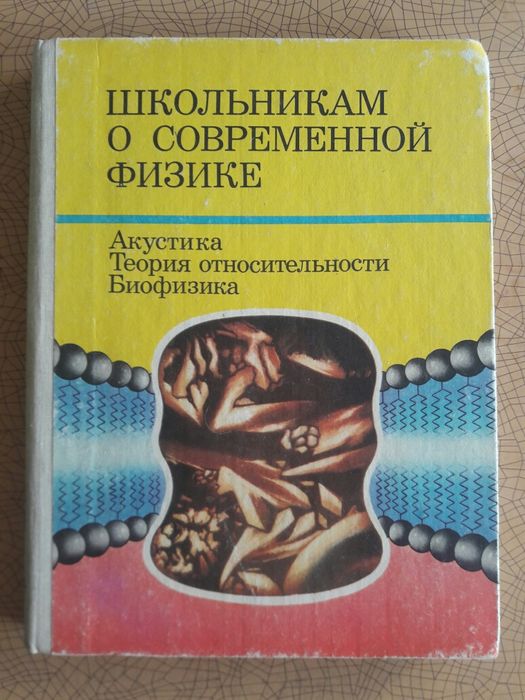 ШКОЛЬНИКАМ
О СОВРЕМЕННОЙ
ФИЗИКЕ
Акустика
Теория относительности
Биофизика